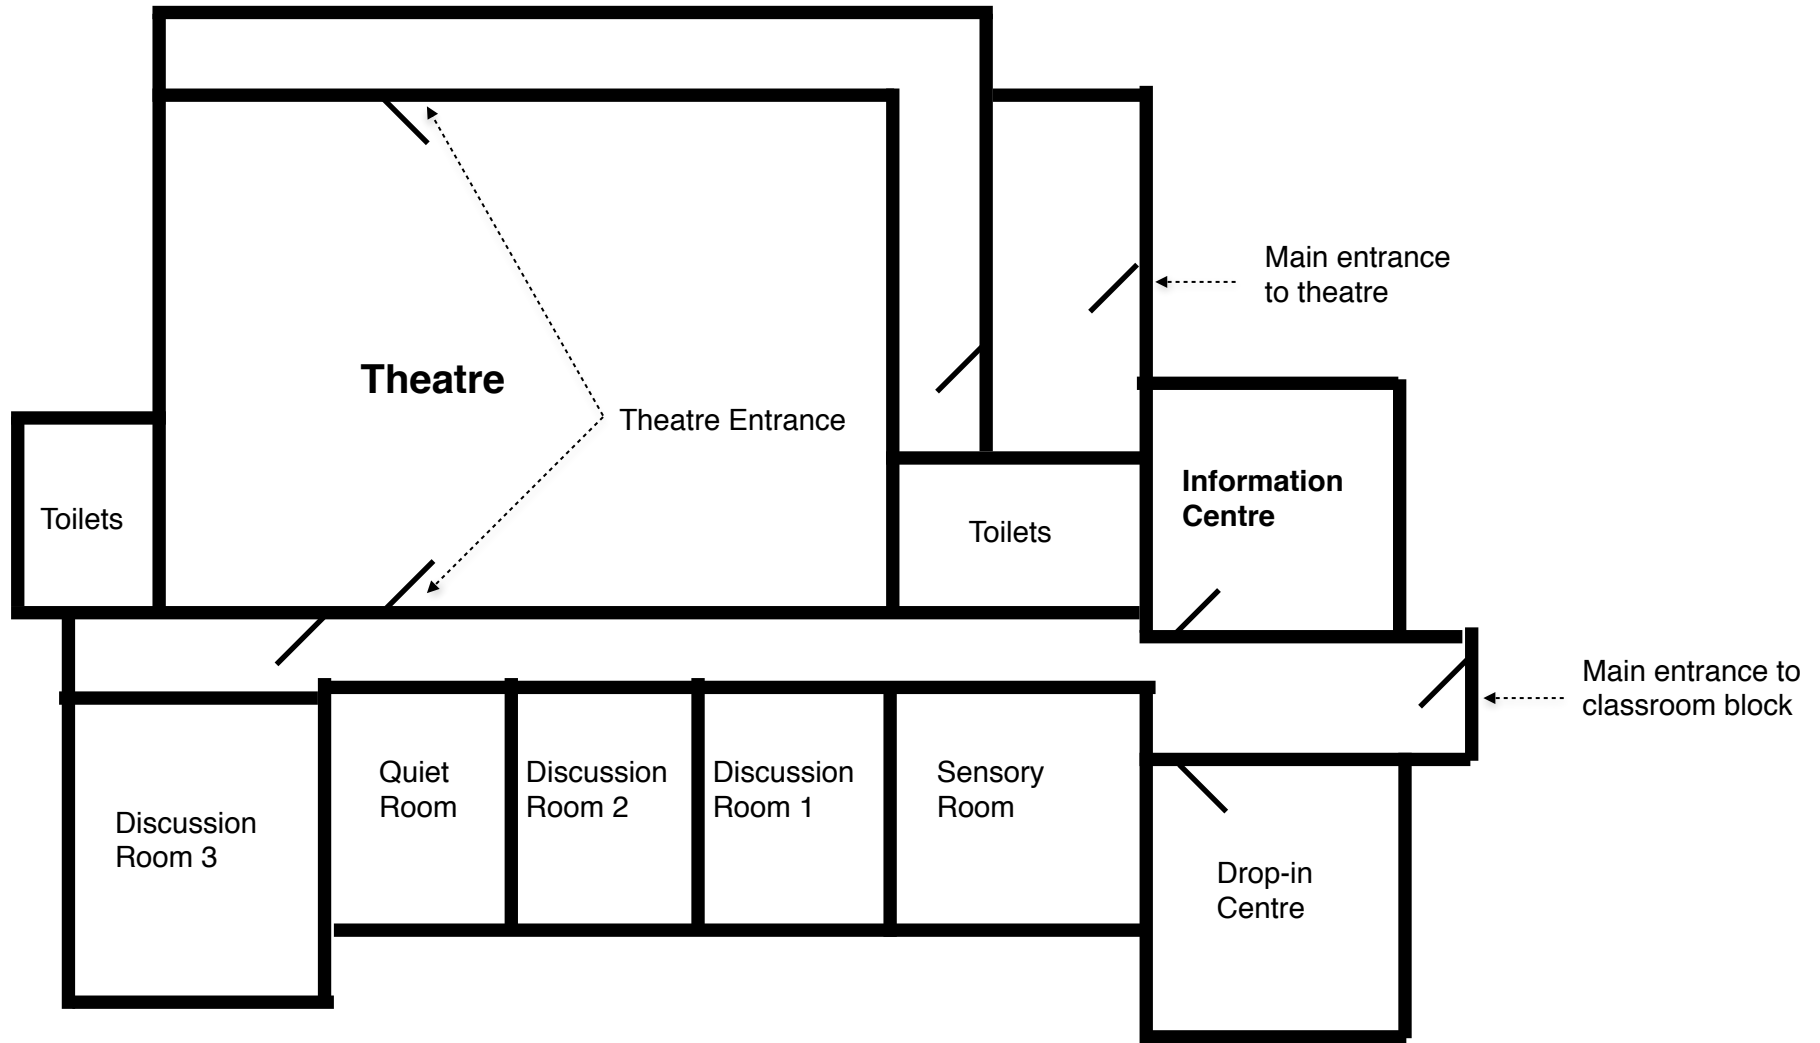 Main entrance
to theatre
Theatre
Theatre Entrance
Information
Centre
Toilets
Toilets
Main entrance to
classroom block
Quiet
Room
Discussion
Room 2
Discussion
Room 1
Sensory
Room
Discussion
Room 3
Drop-in
Centre